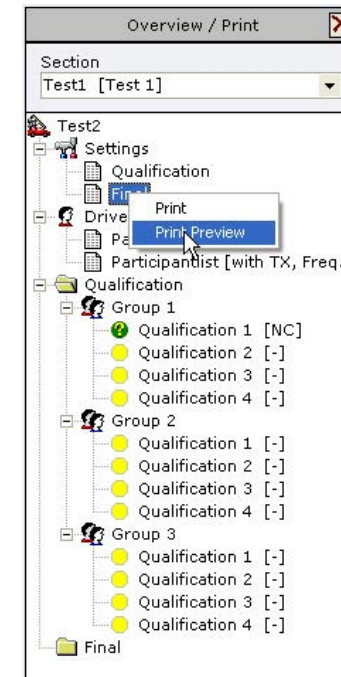 Overview / Print
Section
Test1 [Test 1]
Test2
Settings
Qualification
Print
Drive
Print Preview
Participantlist [with TX, Freq.
Qualification
Group 1
Qualification 1 [NC]
Qualification 2 [-]
Qualification 3 [-]
Qualification 4 [-]
Group 2
Qualification 1 [-]
Qualification 2 [-]
Qualification 3 [-]
Qualification 4 [-]
Group 3
Qualification 1 [-]
Qualification 2 [-]
Qualification 3 [-]
Qualification 4 [-]
Final